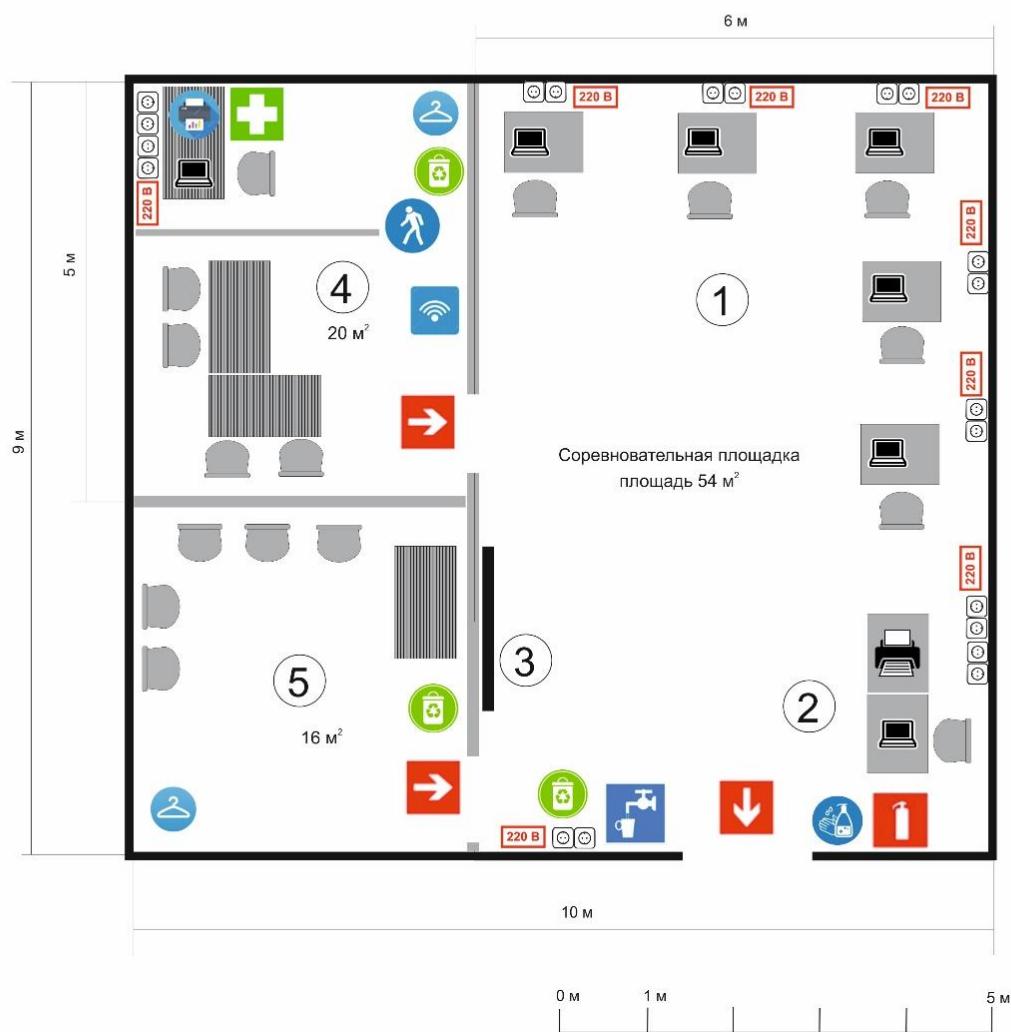 6 м
220 В
220 В
220 В
220 В
220 В
5 м
4
20 м²
1
220 В
9 м
Соревновательная площадка
площадь 54 м²
220 В
3
5
16 м²
2
220 В
10 м
0 м
1 м
5 м